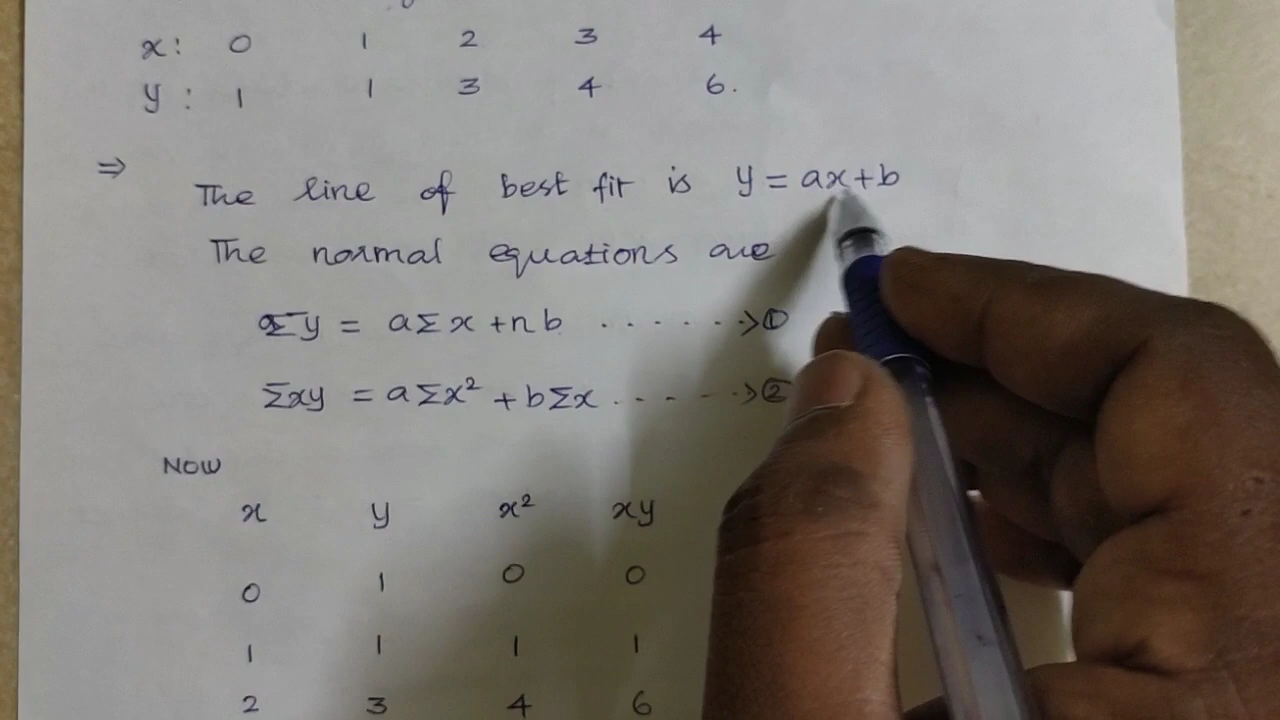 x: 0 1 2 3 4
y: 1 1 3 4 6.
⇒ The line of best fit is y = ax+b
The normal equations are
Σy = aΣx + nb ......→①
Σxy = aΣx² + bΣx ....→②
Now
x y x² xy
0 1 0 0
1 1 1 1
2 3 4 6